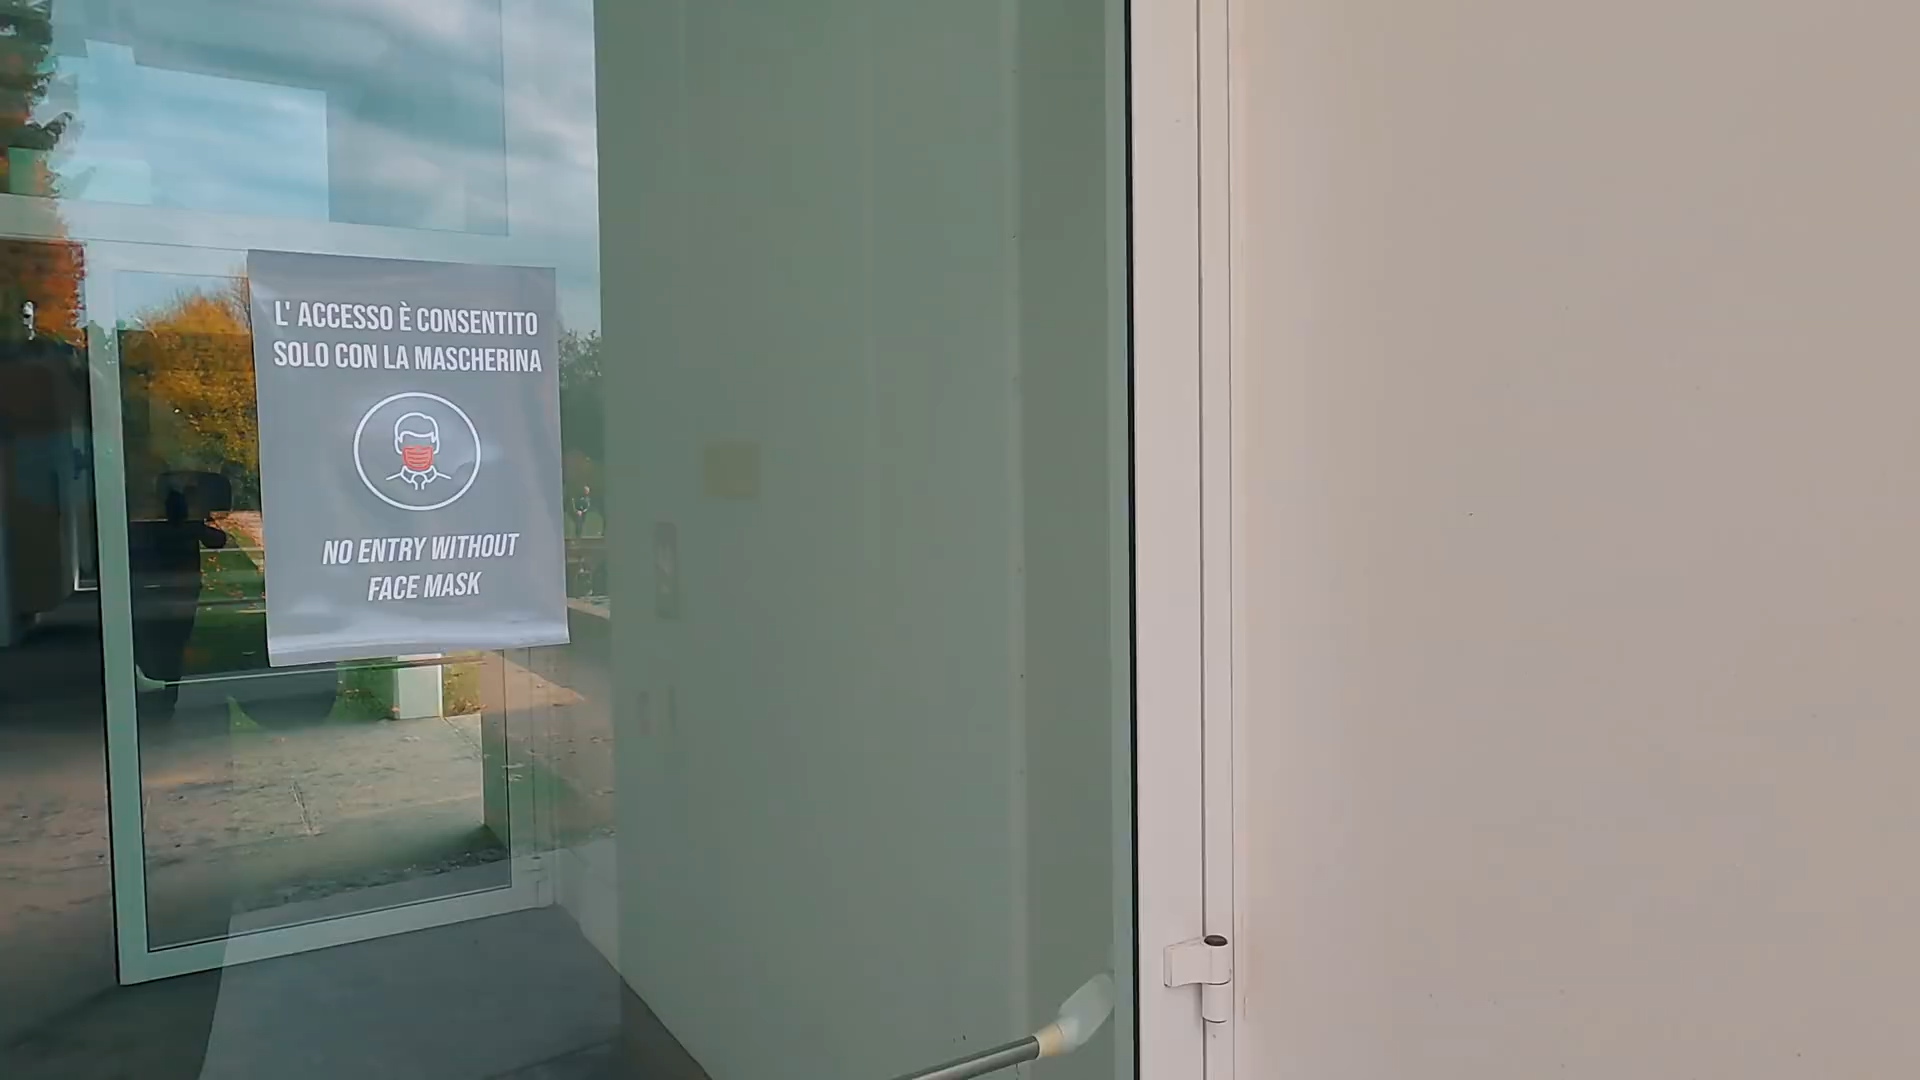 L' ACCESSO È CONSENTITO
SOLO CON LA MASCHERINA
NO ENTRY WITHOUT
FACE MASK